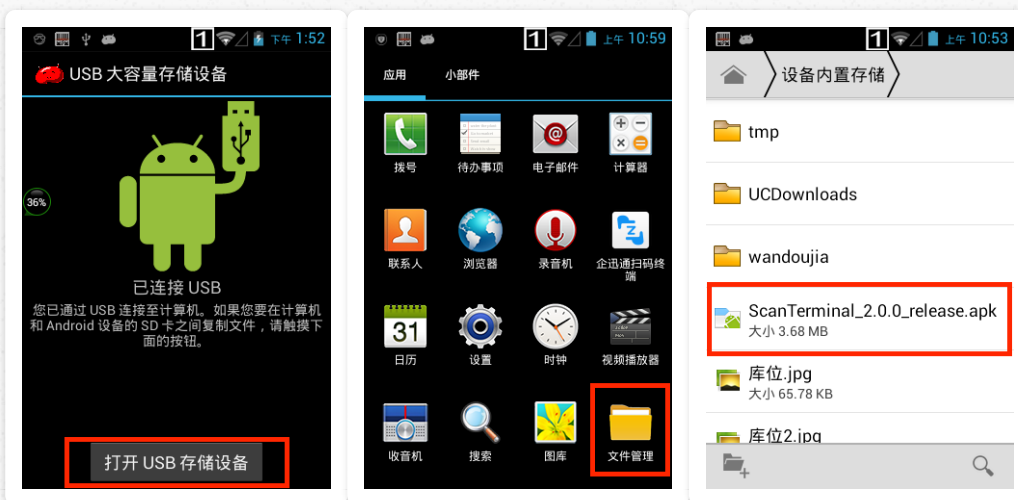 1 下午 1:52
USB 大容量存储设备
36%
已连接 USB
您已通过 USB 连接至计算机。如果您要在计算机
和 Android 设备的 SD 卡之间复制文件，请触摸下
面的按钮。
打开 USB 存储设备
1 上午 10:59
应用 小部件
拨号 待办事项 电子邮件 计算器
联系人 浏览器 录音机 企迅通扫码终
端
31
日历 设置 时钟 视频播放器
收音机 搜索 图库 文件管理
1 上午 10:53
设备内置存储
tmp
UCDownloads
wandoujia
ScanTerminal_2.0.0_release.apk
大小 3.68 MB
库位.jpg
大小 65.78 KB
库位2.jpg